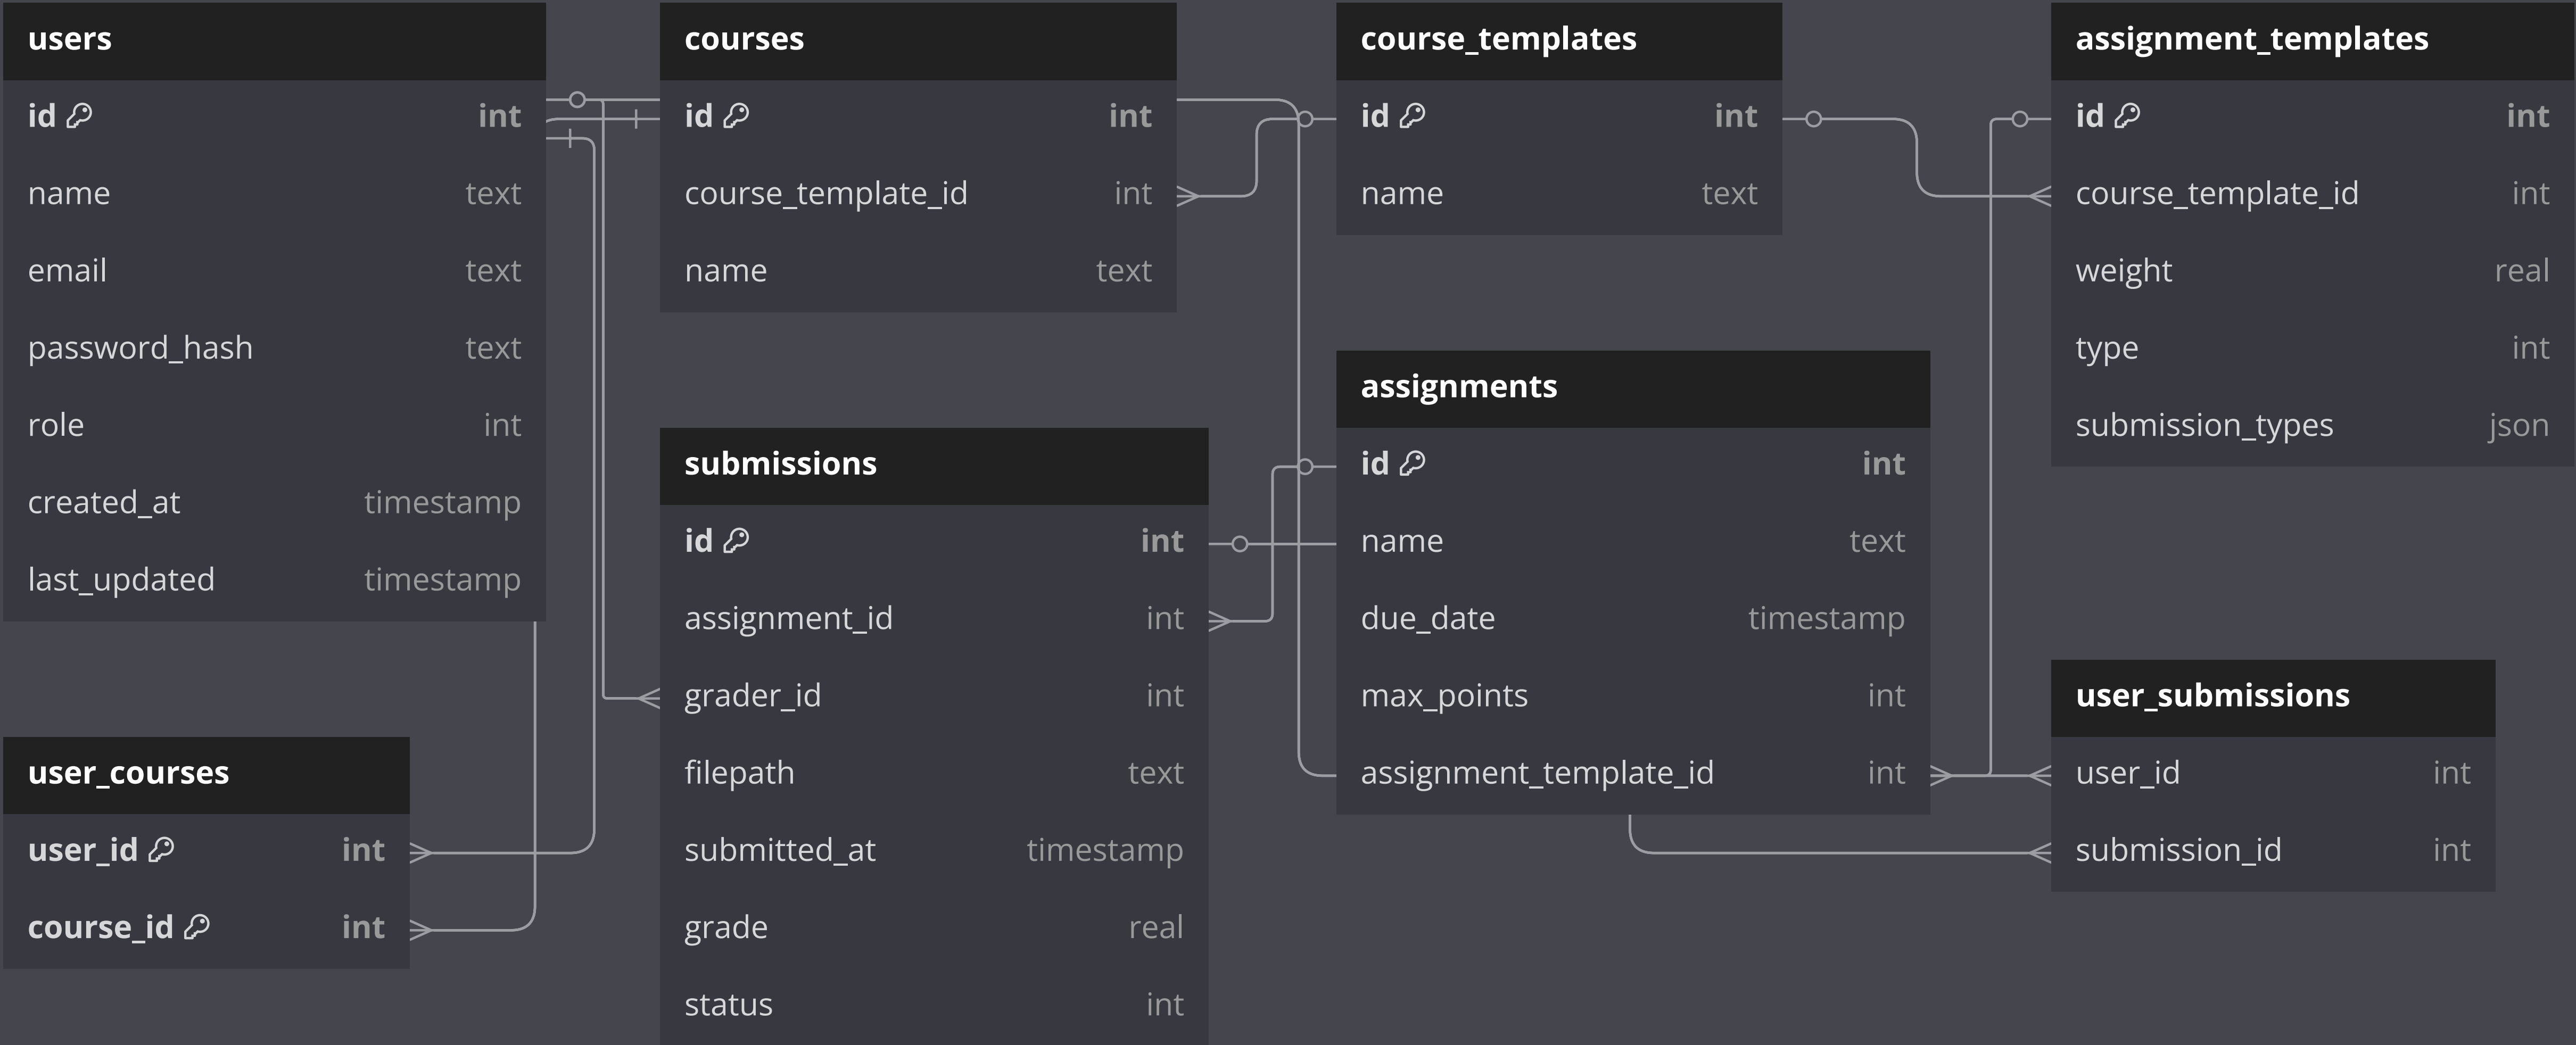 users
id int
name text
email text
password_hash text
role int
created_at timestamp
last_updated timestamp
user_courses
user_id int
course_id int
courses
id int
course_template_id int
name text
submissions
id int
assignment_id int
grader_id int
filepath text
submitted_at timestamp
grade real
status int
course_templates
id int
name text
assignments
id int
name text
due_date timestamp
max_points int
assignment_template_id int
assignment_templates
id int
course_template_id int
weight real
type int
submission_types json
user_submissions
user_id int
submission_id int